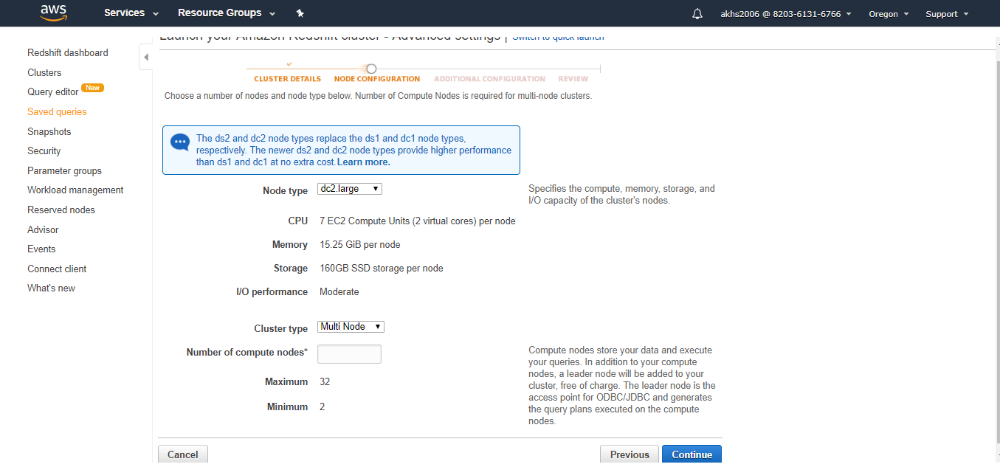 aws
Services
Resource Groups
akhs2006 @ 8203-6131-6766
Oregon
Support
Redshift dashboard
Clusters
Query editor New
Saved queries
Snapshots
Security
Parameter groups
Workload management
Reserved nodes
Advisor
Events
Connect client
What's new
Launch your Amazon Redshift cluster - Advanced settings | Switch to quick launch
CLUSTER DETAILS
NODE CONFIGURATION
ADDITIONAL CONFIGURATION
REVIEW
Choose a number of nodes and node type below. Number of Compute Nodes is required for multi-node clusters.
The ds2 and dc2 node types replace the ds1 and dc1 node types,
respectively. The newer ds2 and dc2 node types provide higher performance
than ds1 and dc1 at no extra cost.Learn more.
Node type dc2.large
Specifies the compute, memory, storage, and
I/O capacity of the cluster's nodes.
CPU 7 EC2 Compute Units (2 virtual cores) per node
Memory 15.25 GiB per node
Storage 160GB SSD storage per node
I/O performance Moderate
Cluster type Multi Node
Number of compute nodes*
Compute nodes store your data and execute
your queries. In addition to your compute
nodes, a leader node will be added to your
cluster, free of charge. The leader node is the
access point for ODBC/JDBC and generates
the query plans executed on the compute
nodes.
Maximum 32
Minimum 2
Cancel
Previous
Continue